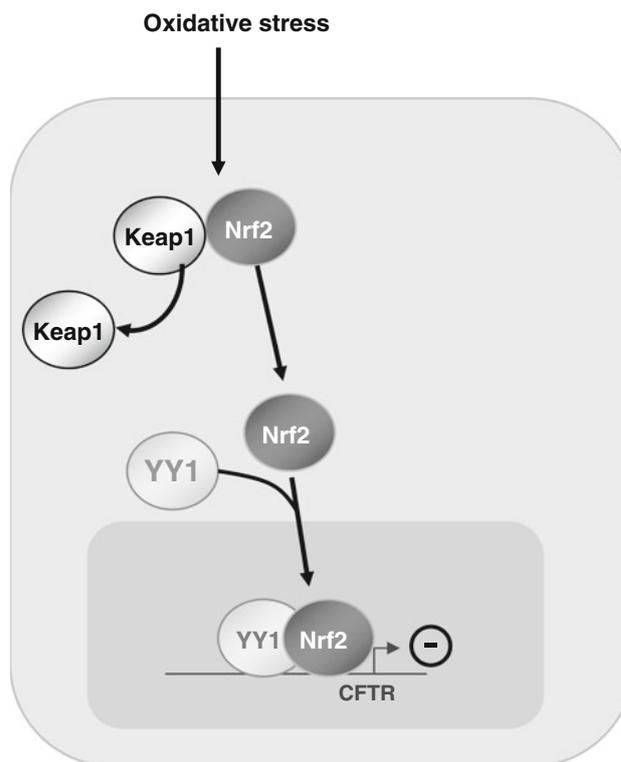 Oxidative stress
Keap1
Nrf2
Keap1
Nrf2
YY1
YY1
Nrf2
-
CFTR